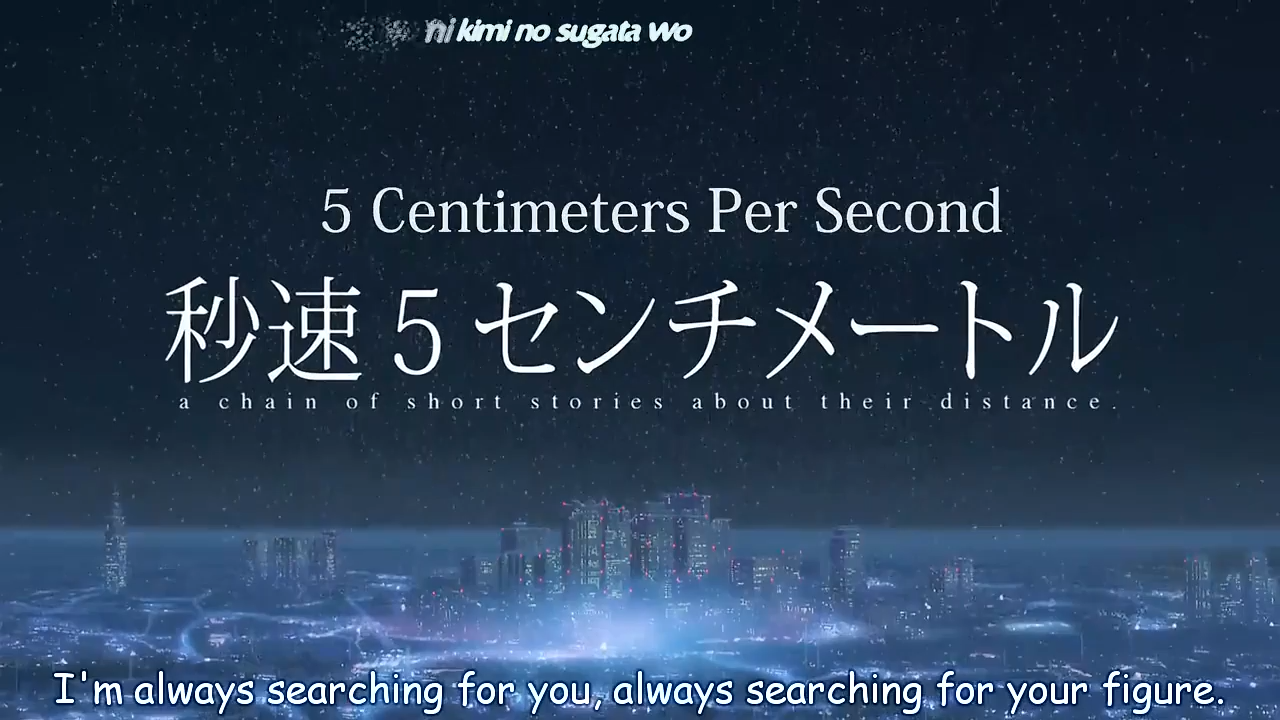 ni kimi no sugata wo
5 Centimeters Per Second
秒速5センチメートル
a chain of short stories about their distance.
I'm always searching for you, always searching for your figure.